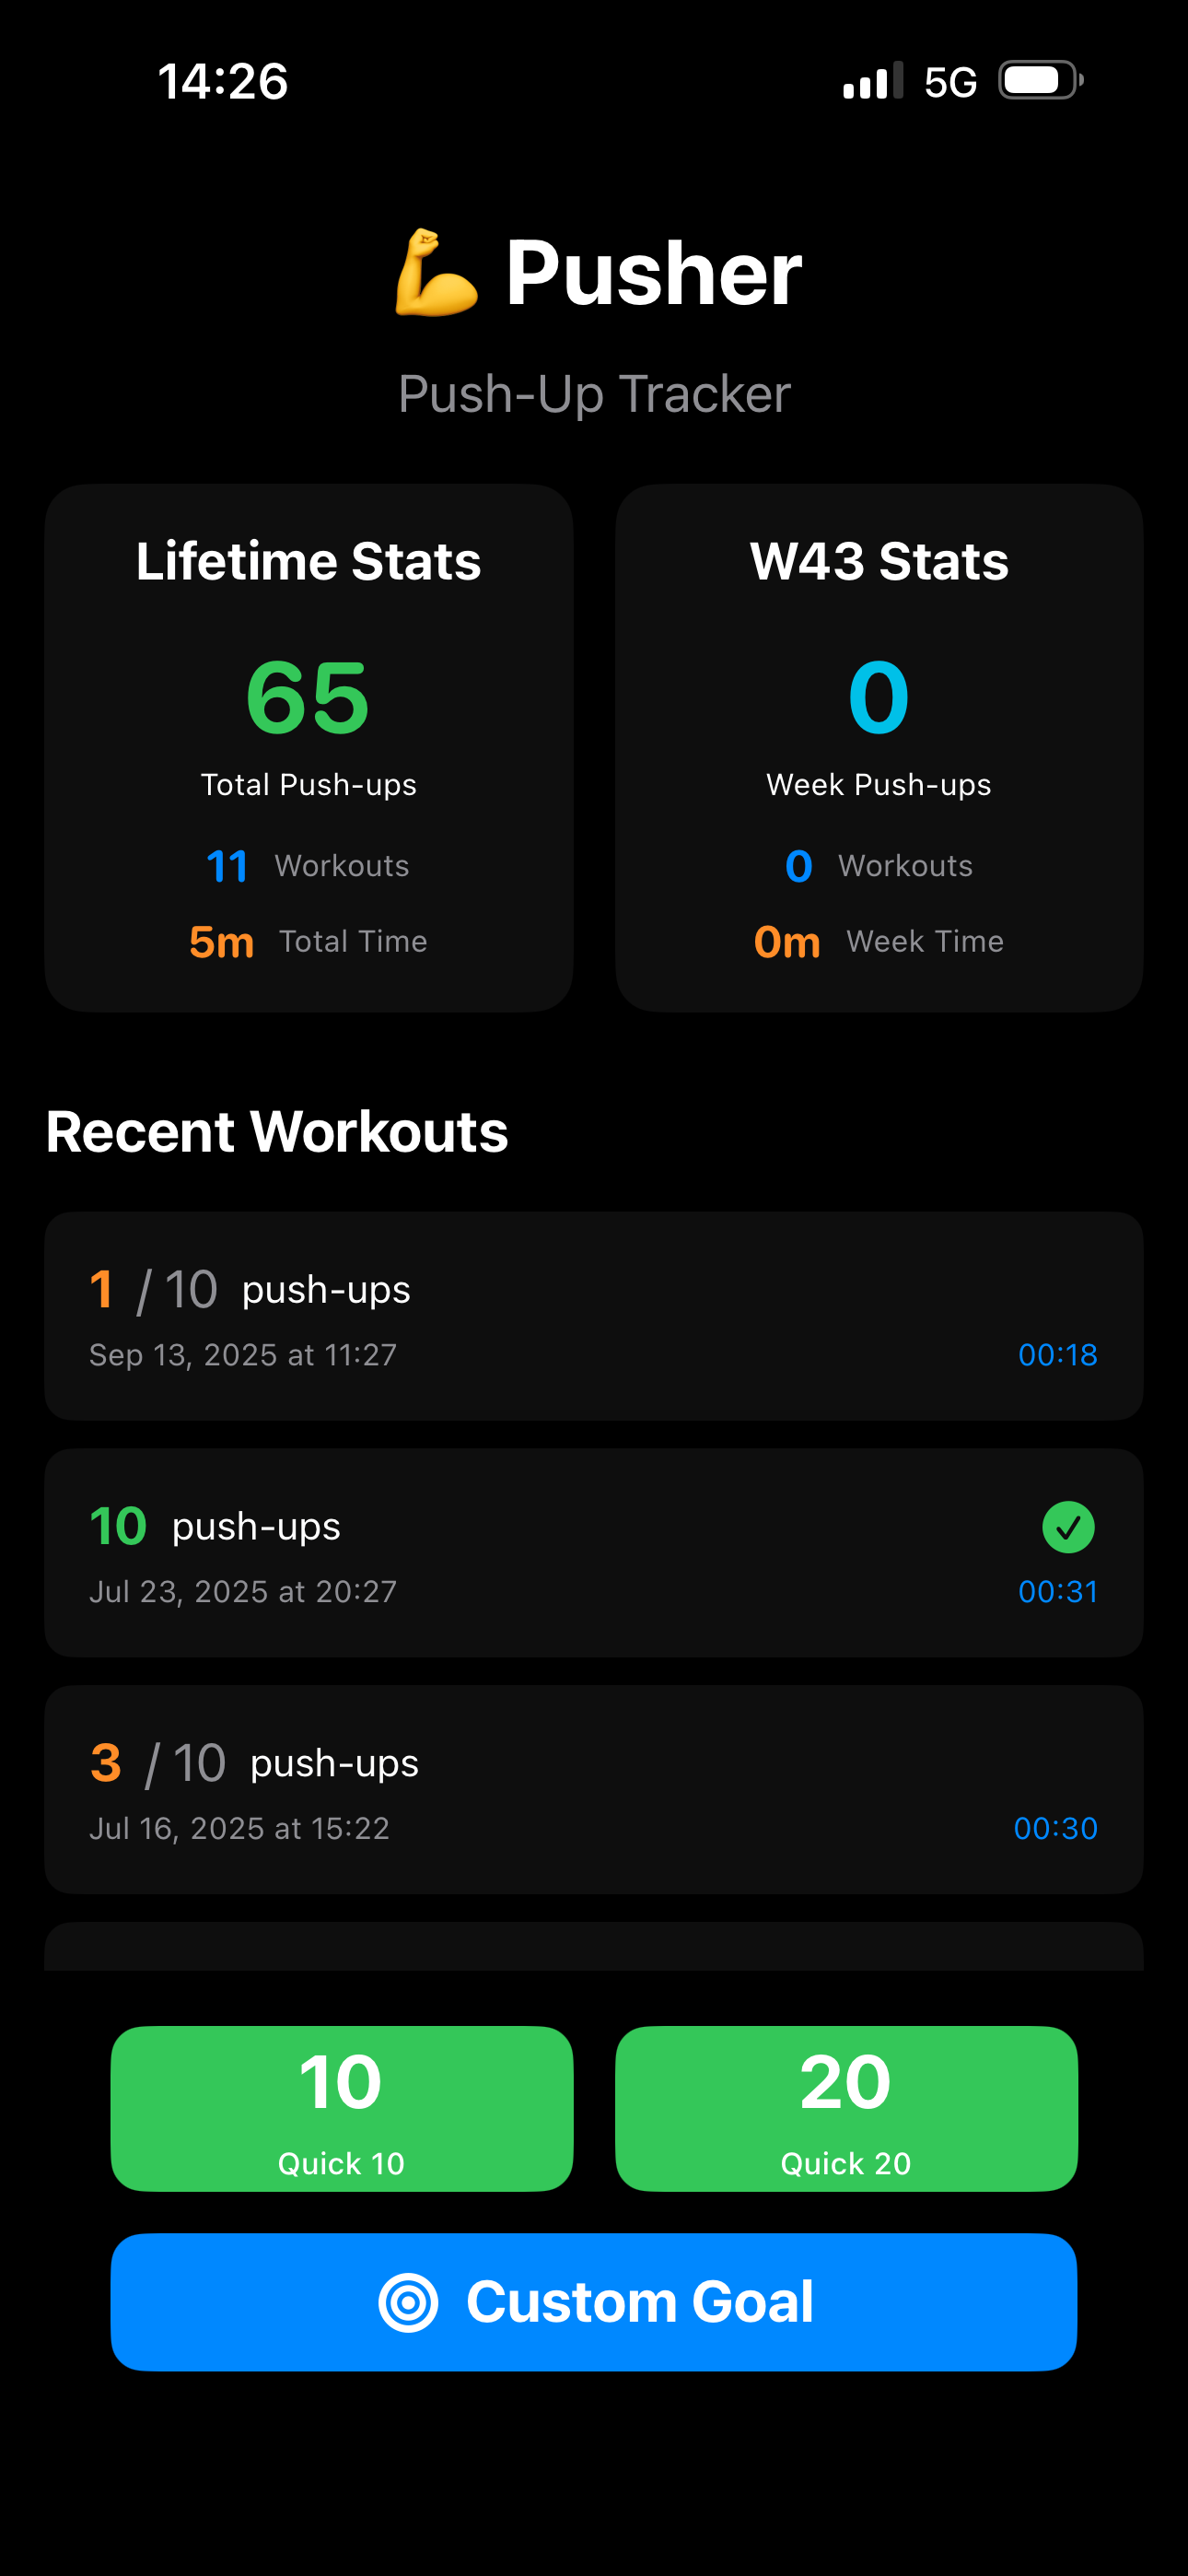 14:26 5G
💪 Pusher
Push-Up Tracker
Lifetime Stats
65
Total Push-ups
11 Workouts
5m Total Time
W43 Stats
0
Week Push-ups
0 Workouts
0m Week Time
Recent Workouts
1 / 10 push-ups
Sep 13, 2025 at 11:27 00:18
10 push-ups
Jul 23, 2025 at 20:27 00:31
3 / 10 push-ups
Jul 16, 2025 at 15:22 00:30
10
Quick 10
20
Quick 20
Custom Goal